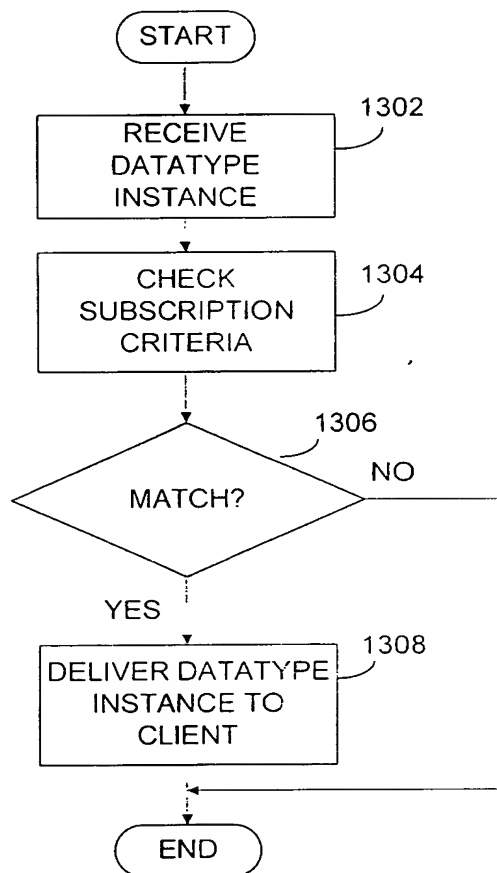 START
1302
RECEIVE
DATATYPE
INSTANCE
1304
CHECK
SUBSCRIPTION
CRITERIA
1306
MATCH?
NO
YES
1308
DELIVER DATATYPE
INSTANCE TO
CLIENT
END